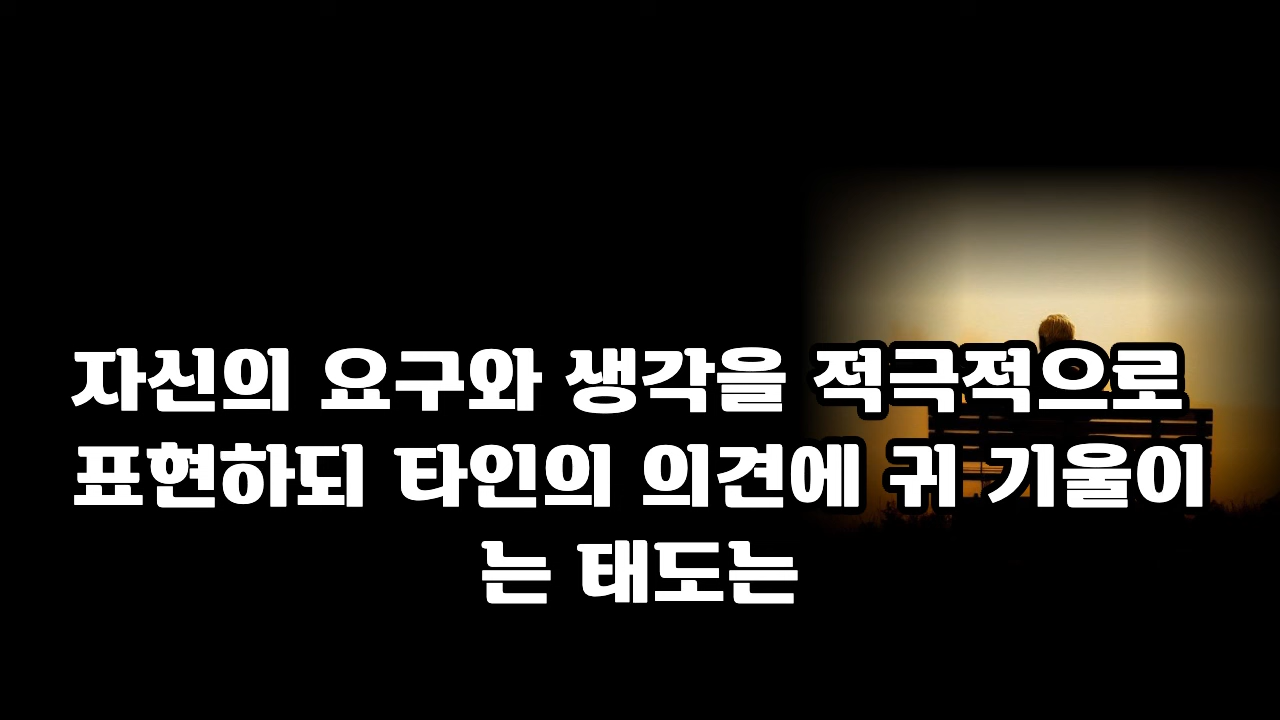 자신의 요구와 생각을 적극적으로
표현하되 타인의 의견에 귀 기울이
는 태도는